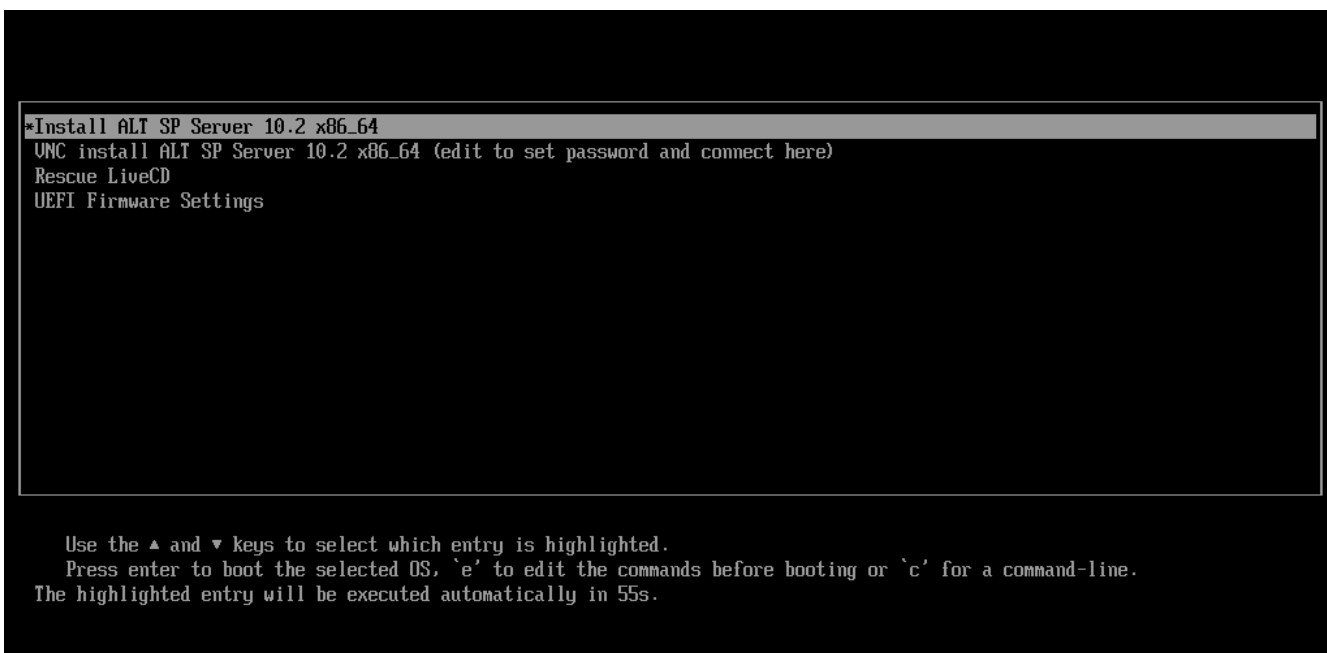 *Install ALT SP Server 10.2 x86_64
VNC install ALT SP Server 10.2 x86_64 (edit to set password and connect here)
Rescue LiveCD
UEFI Firmware Settings
Use the ▲ and ▼ keys to select which entry is highlighted.
Press enter to boot the selected OS, `e' to edit the commands before booting or `c' for a command-line.
The highlighted entry will be executed automatically in 55s.